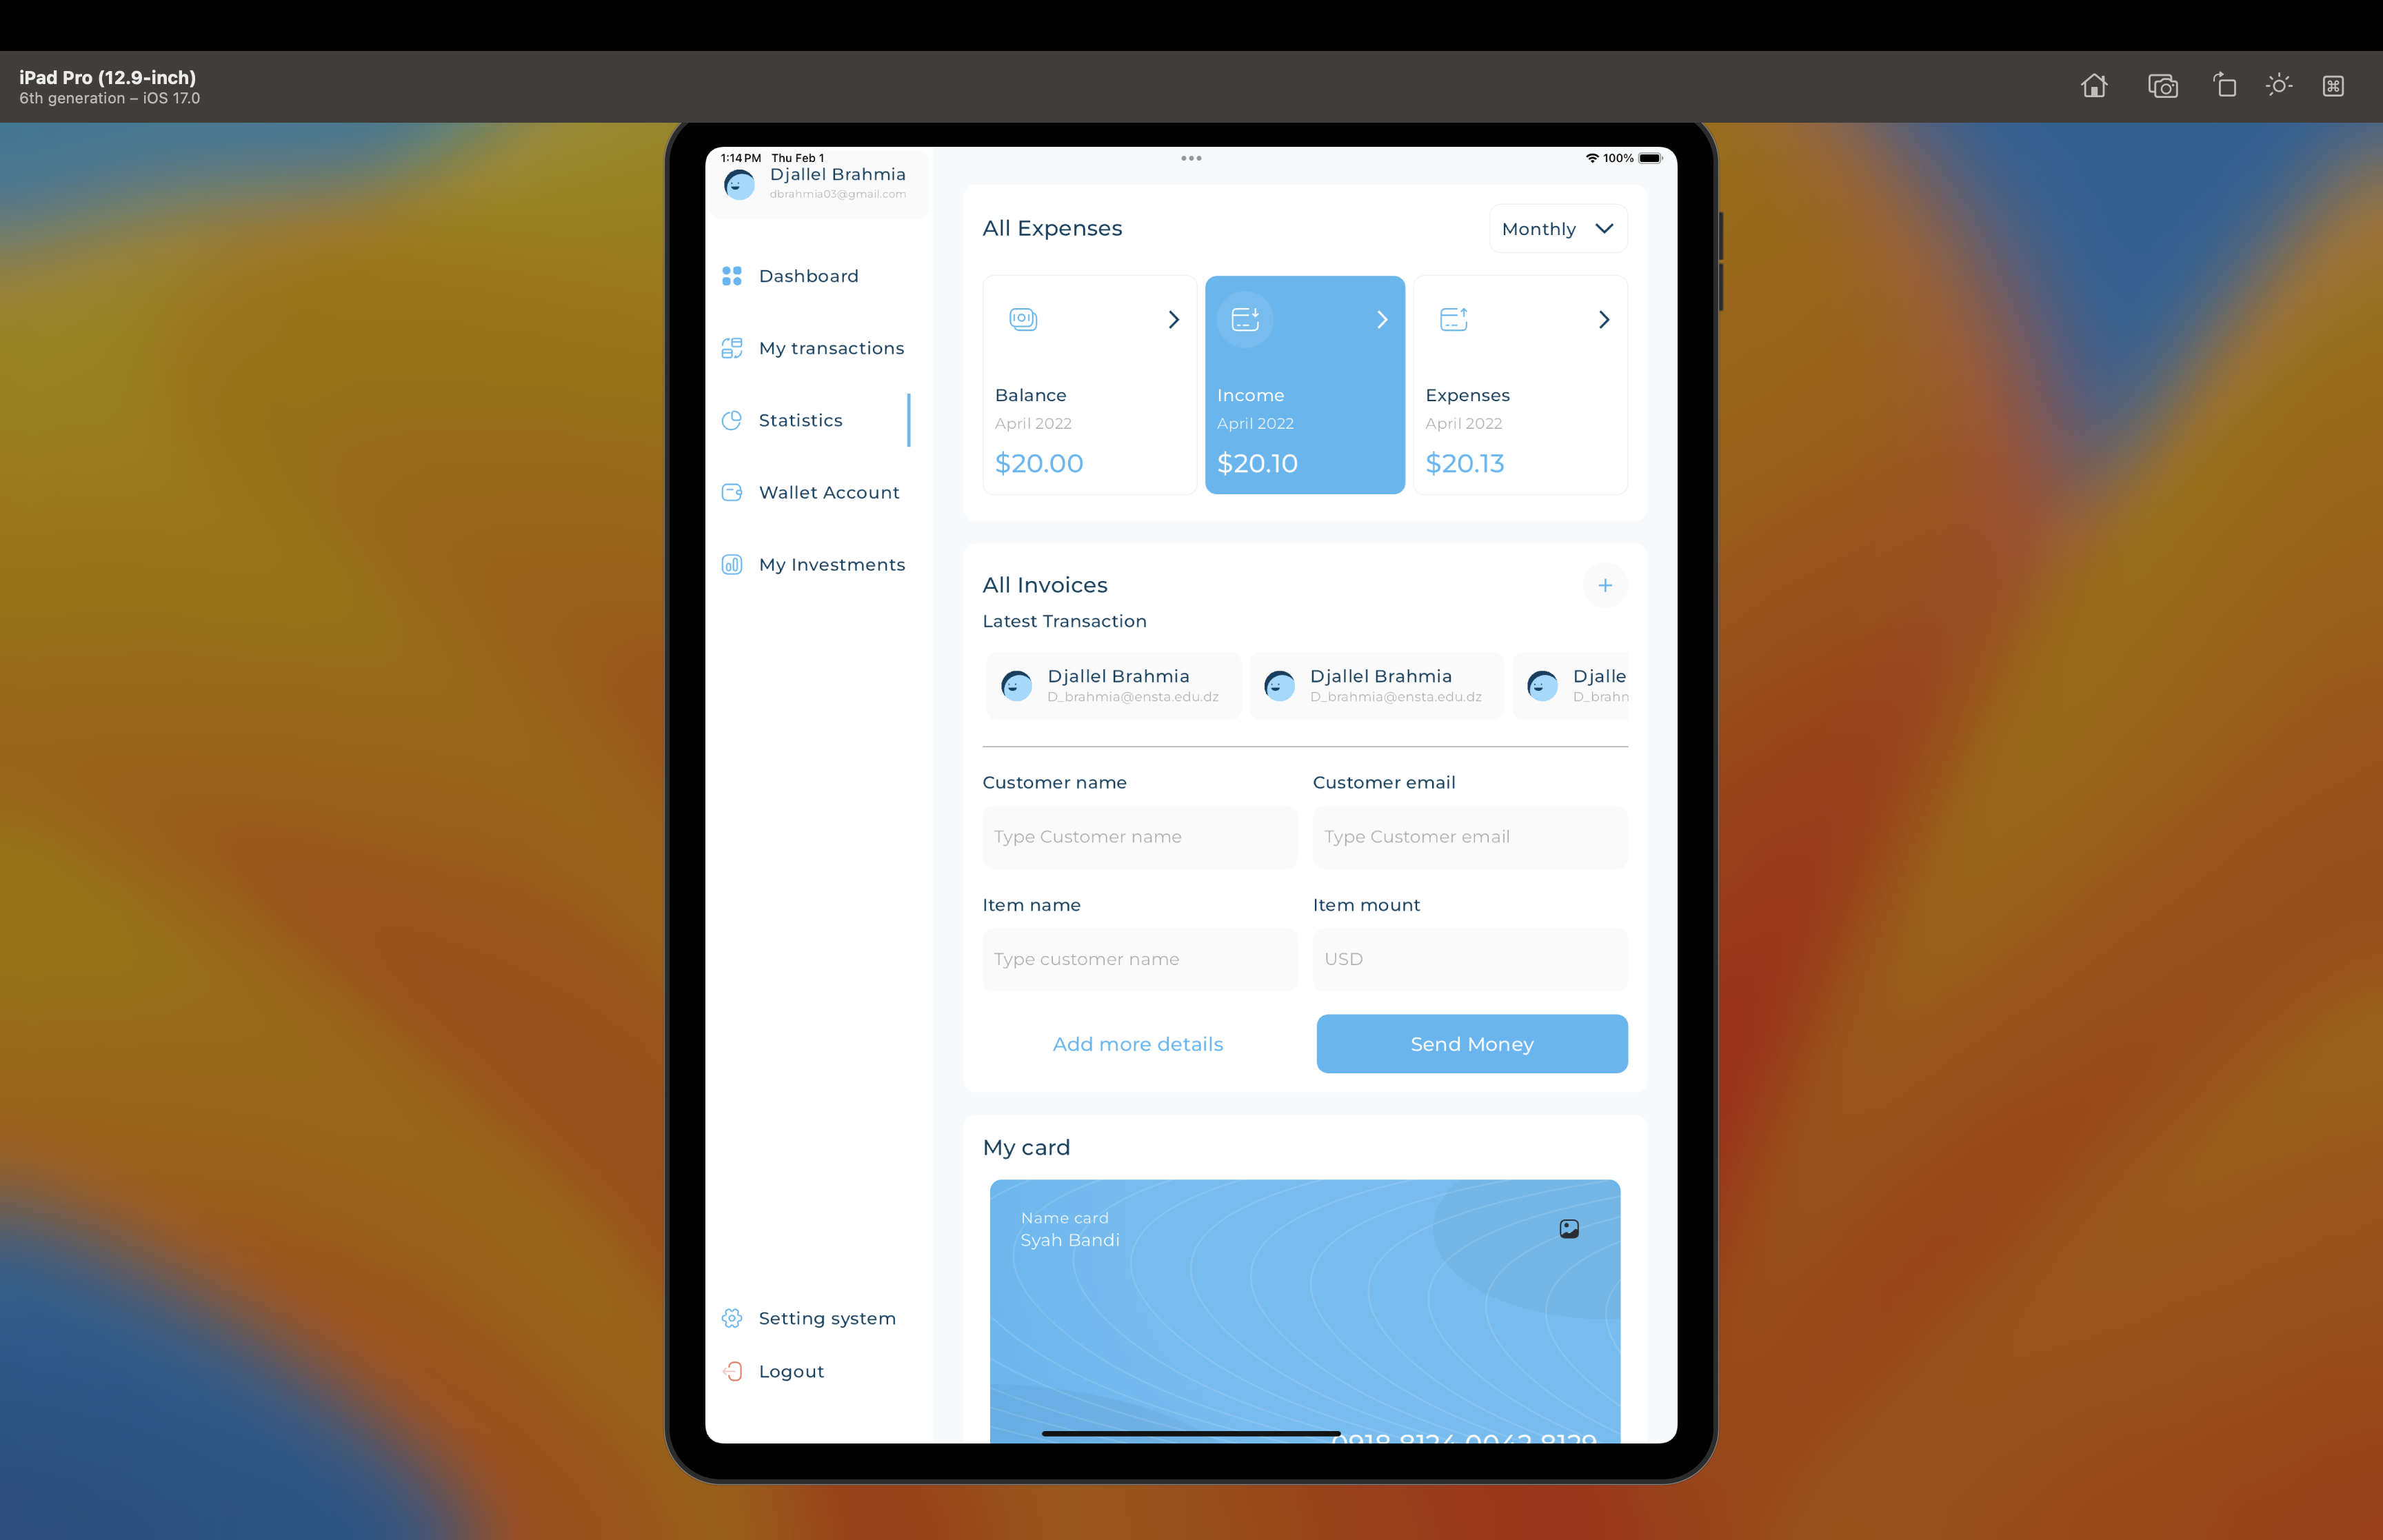 iPad Pro (12.9-inch)
6th generation – iOS 17.0
1:14 PM Thu Feb 1
100%
Djallel Brahmia
dbrahmia03@gmail.com
Dashboard
My transactions
Statistics
Wallet Account
My Investments
Setting system
Logout
All Expenses
Monthly
Balance
April 2022
$20.00
Income
April 2022
$20.10
Expenses
April 2022
$20.13
All Invoices
+
Latest Transaction
Djallel Brahmia
D_brahmia@ensta.edu.dz
Djallel Brahmia
D_brahmia@ensta.edu.dz
Djalle
D_brahm
Customer name
Customer email
Type Customer name
Type Customer email
Item name
Item mount
Type customer name
USD
Add more details
Send Money
My card
Name card
Syah Bandi
0918 8124 0042 8129